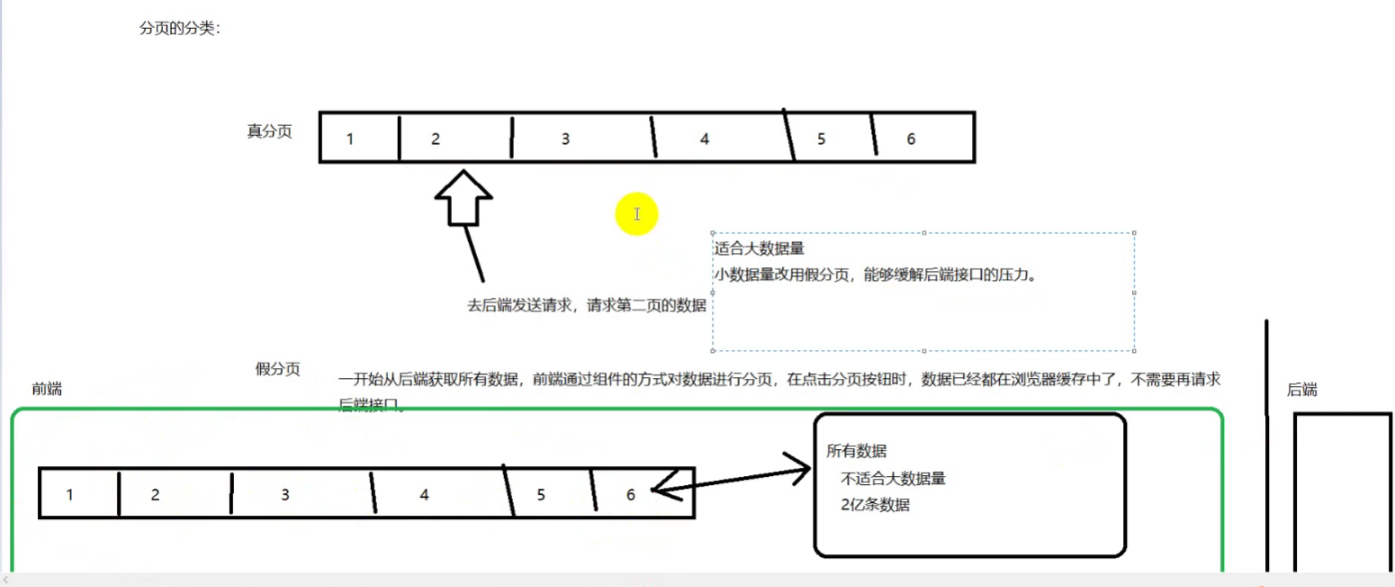 分页的分类：
真分页
1 2 3 4 5 6
适合大数据量
小数据量改用假分页，能够缓解后端接口的压力。
去后端发送请求，请求第二页的数据
假分页
一开始从后端获取所有数据，前端通过组件的方式对数据进行分页，在点击分页按钮时，数据已经都在浏览器缓存中了，不需要再请求
后端接口。
前端
后端
所有数据
不适合大数据量
2亿条数据
1 2 3 4 5 6